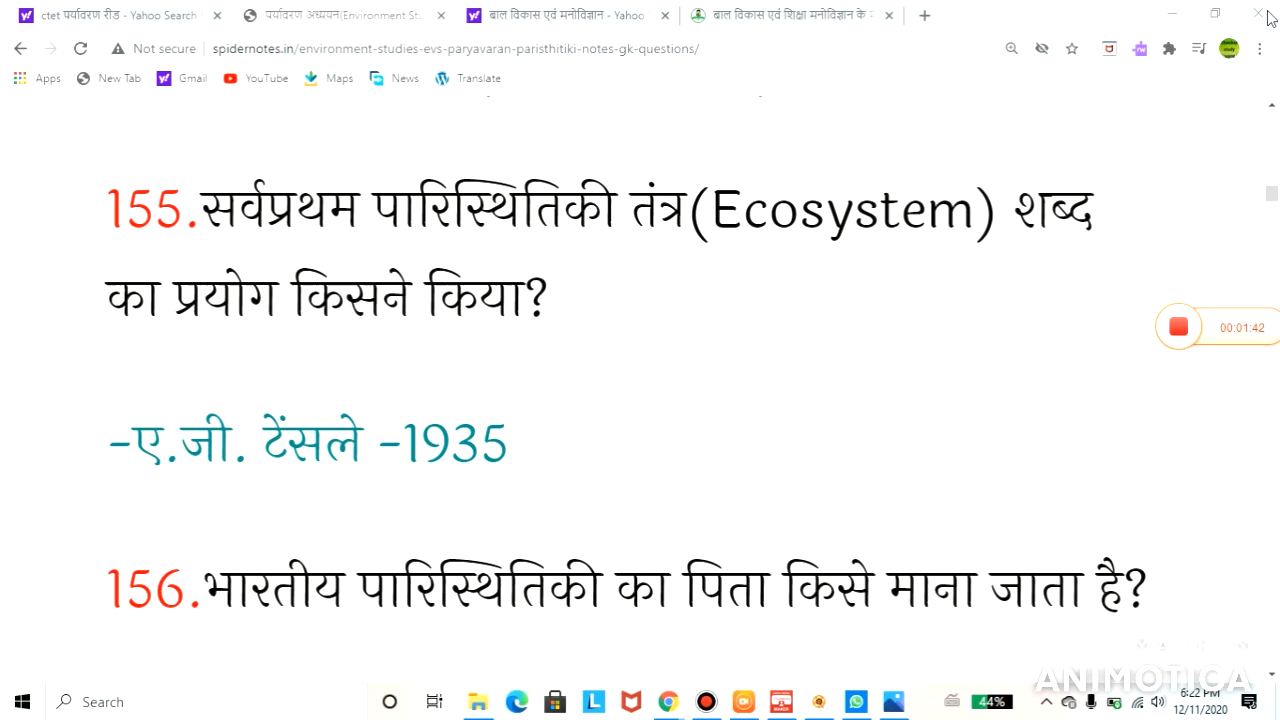 ctet पर्यावरण रीड - Yahoo Search
पर्यावरण अध्ययन(Environment St
बाल विकास एवं मनोविज्ञान - Yahoo
बाल विकास एवं शिक्षा मनोविज्ञान के
Not secure
spidernotes.in/environment-studies-evs-paryavaran-paristhitiki-notes-gk-questions/
Apps New Tab Gmail YouTube Maps News Translate
155.सर्वप्रथम पारिस्थितिकी तंत्र(Ecosystem) शब्द
का प्रयोग किसने किया?
00:01:42
-ए.जी. टेंसले -1935
156.भारतीय पारिस्थितिकी का पिता किसे माना जाता है?
ANIMOTICA
Search
44%
6:22 PM
12/11/2020